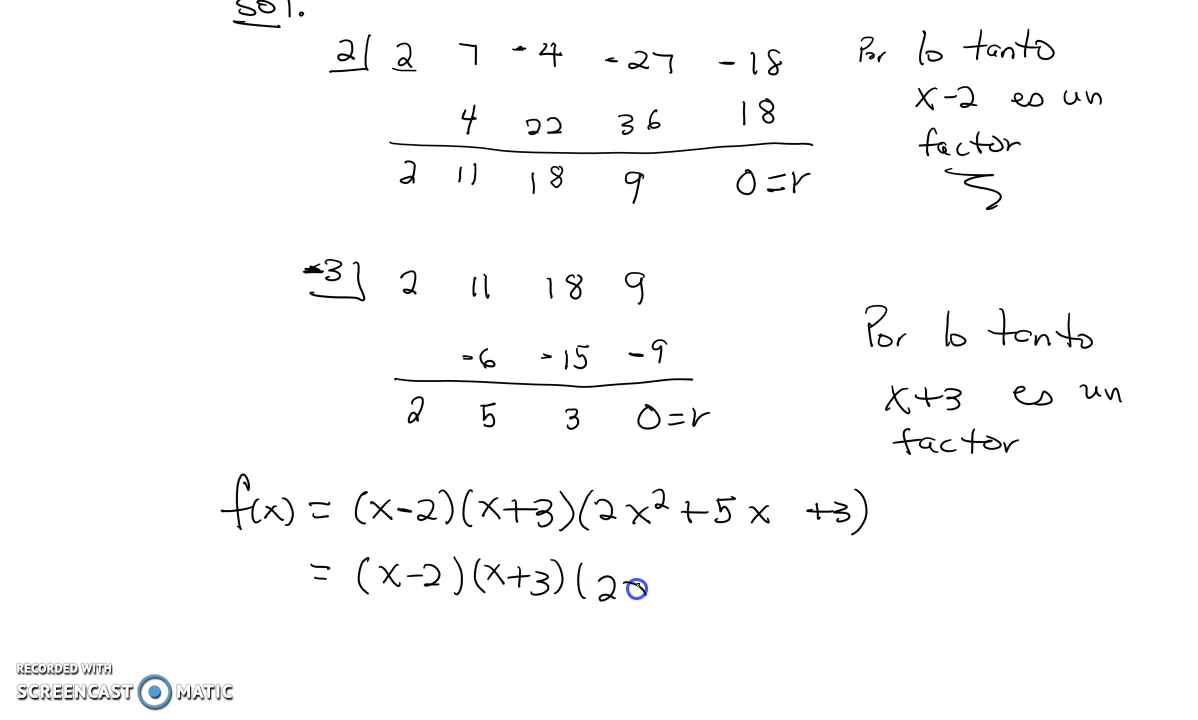 Sol.
2| 2 7 -4 -27 -18
4 22 36 18
2 11 18 9 0=r
Por lo tanto
x-2 es un
factor
-3| 2 11 18 9
-6 -15 -9
2 5 3 0=r
Por lo tanto
x+3 es un
factor
f(x) = (x-2)(x+3)(2x²+5x +3)
= (x-2)(x+3)(2x
RECORDED WITH
SCREENCAST MATIC